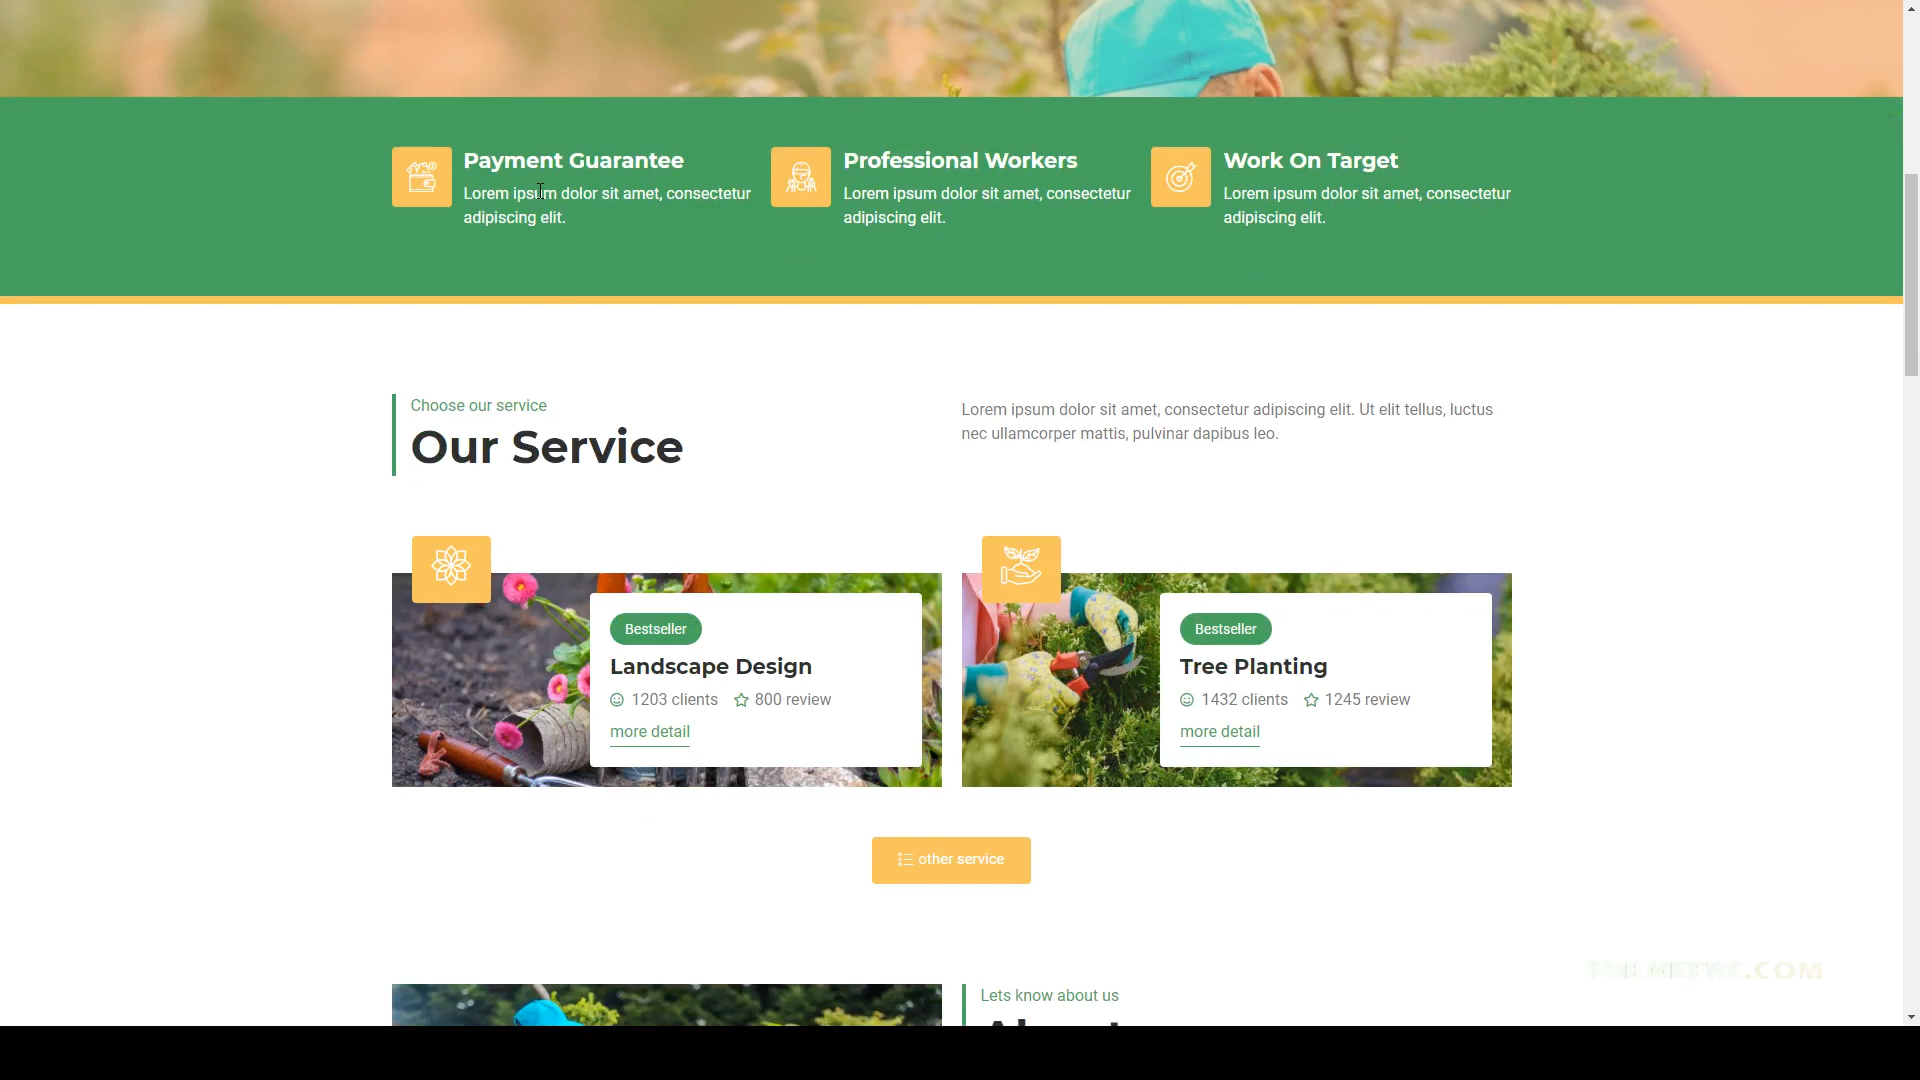 Payment Guarantee
Lorem ipsum dolor sit amet, consectetur
adipiscing elit.
Professional Workers
Lorem ipsum dolor sit amet, consectetur
adipiscing elit.
Work On Target
Lorem ipsum dolor sit amet, consectetur
adipiscing elit.
Choose our service
Our Service
Lorem ipsum dolor sit amet, consectetur adipiscing elit. Ut elit tellus, luctus
nec ullamcorper mattis, pulvinar dapibus leo.
Bestseller
Landscape Design
1203 clients 800 review
more detail
Bestseller
Tree Planting
1432 clients 1245 review
more detail
other service
Lets know about us